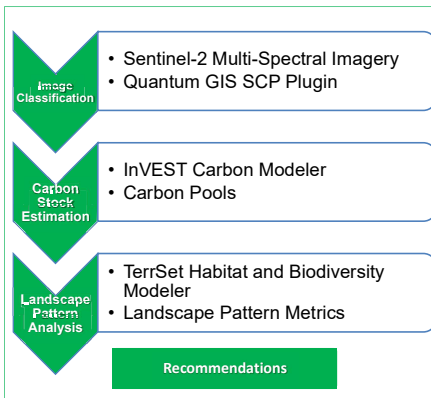 Image
Classification
• Sentinel-2 Multi-Spectral Imagery
• Quantum GIS SCP Plugin
Carbon
Stock
Estimation
• InVEST Carbon Modeler
• Carbon Pools
Landscape
Pattern
Analysis
• TerrSet Habitat and Biodiversity
Modeler
• Landscape Pattern Metrics
Recommendations